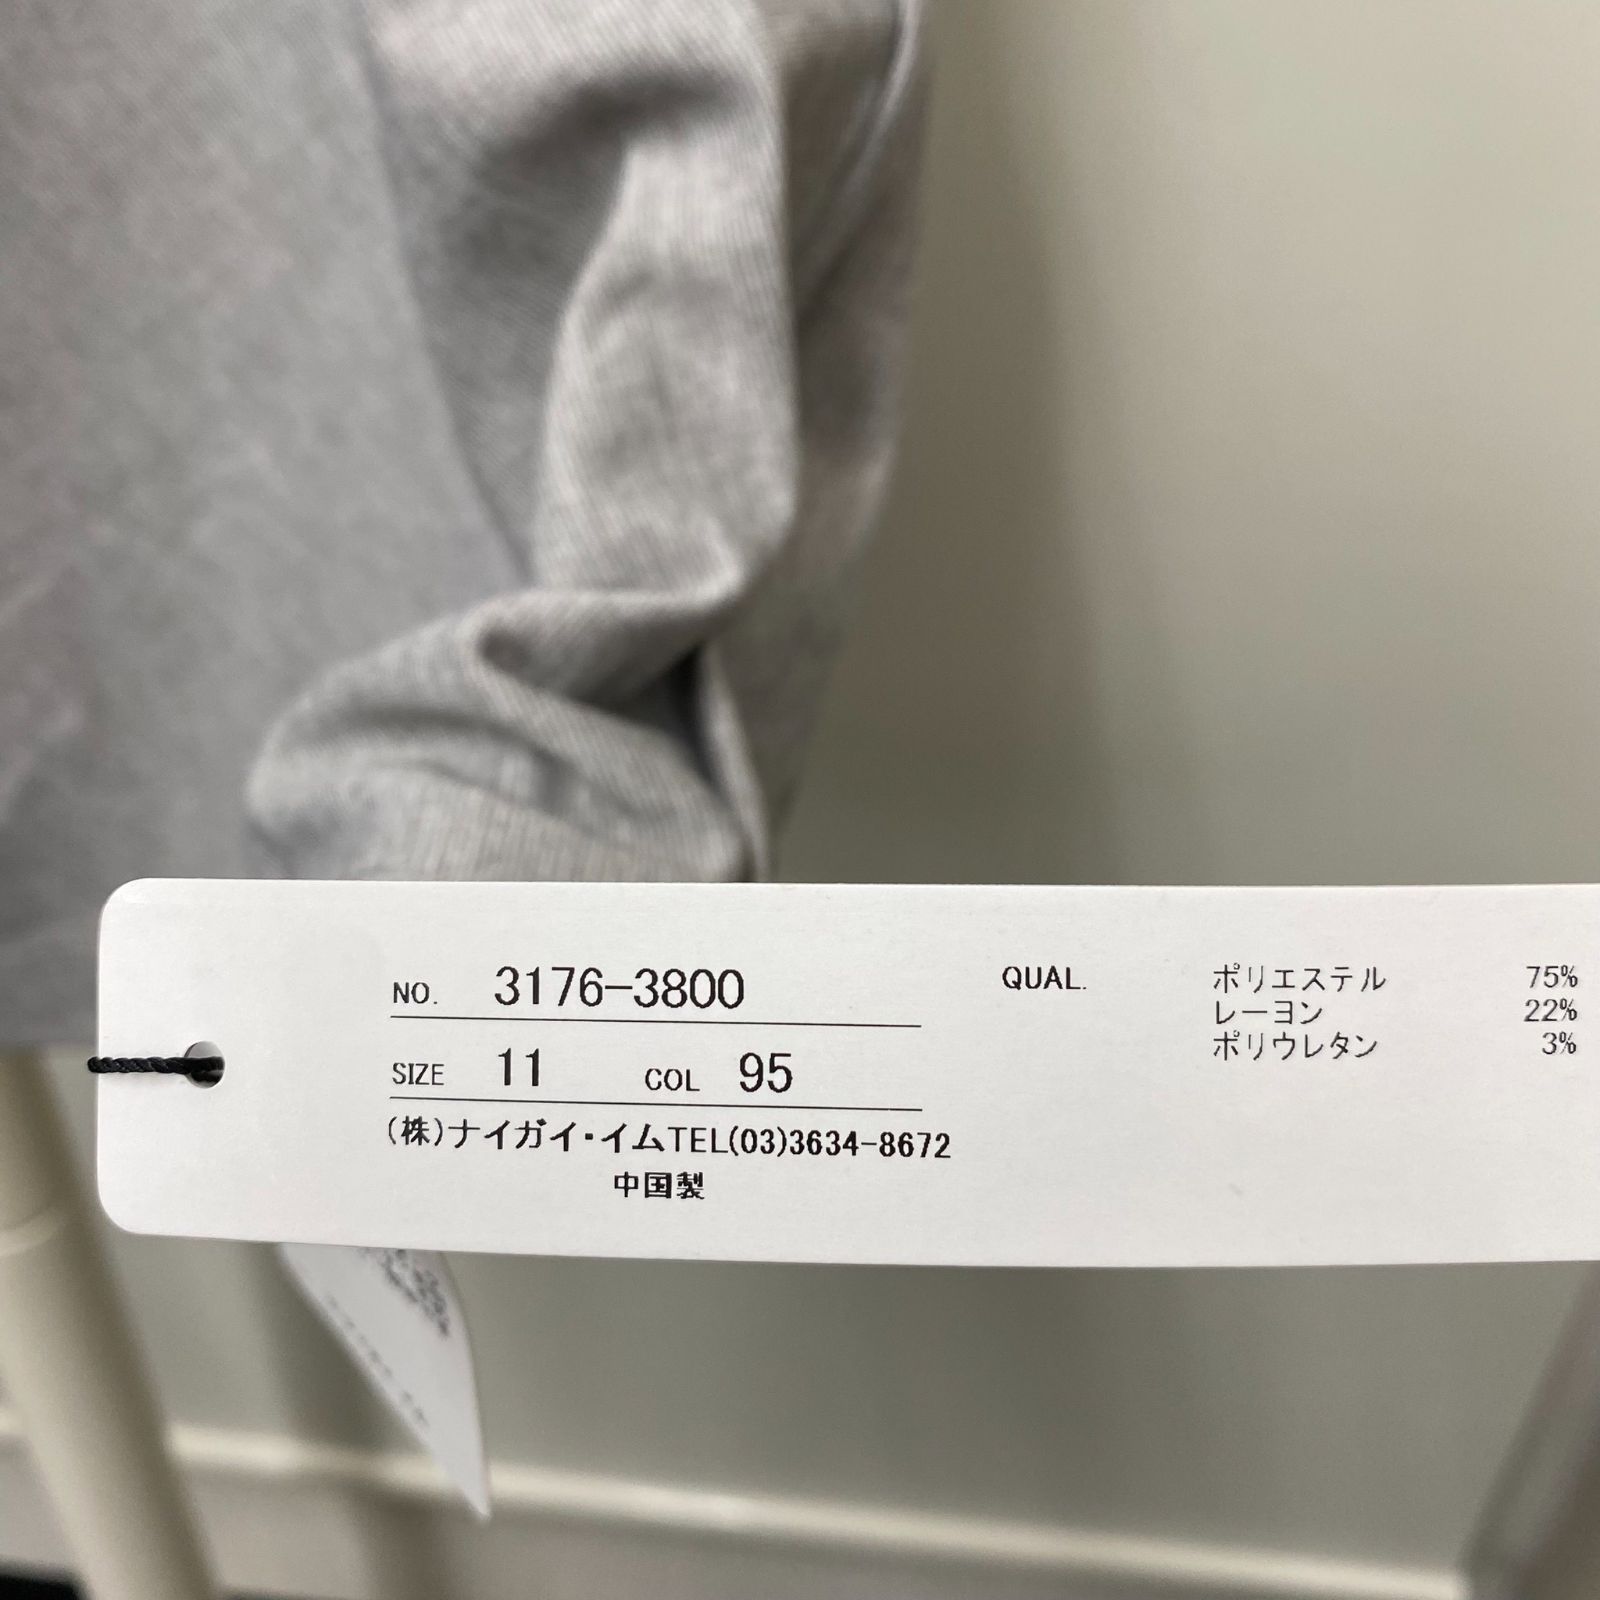 NO. 3176-3800
SIZE 11 COL 95
(株)ナイガイ・イムTEL(03)3634-8672
中国製
QUAL. ポリエステル 75%
レーヨン 22%
ポリウレタン 3%